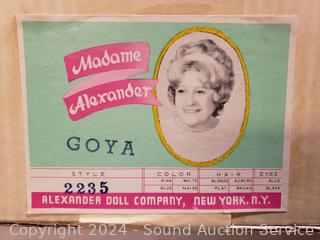 Madame
Alexander
GOYA
STYLE COLOR HAIR EYES
2235 PINK WHITE BLONDE AUBURN BLUE
BLUE MAIZE PLAT. BROWN BLACK
ALEXANDER DOLL COMPANY, NEW YORK, N.Y.
Copyright 2024 - Sound Auction Service